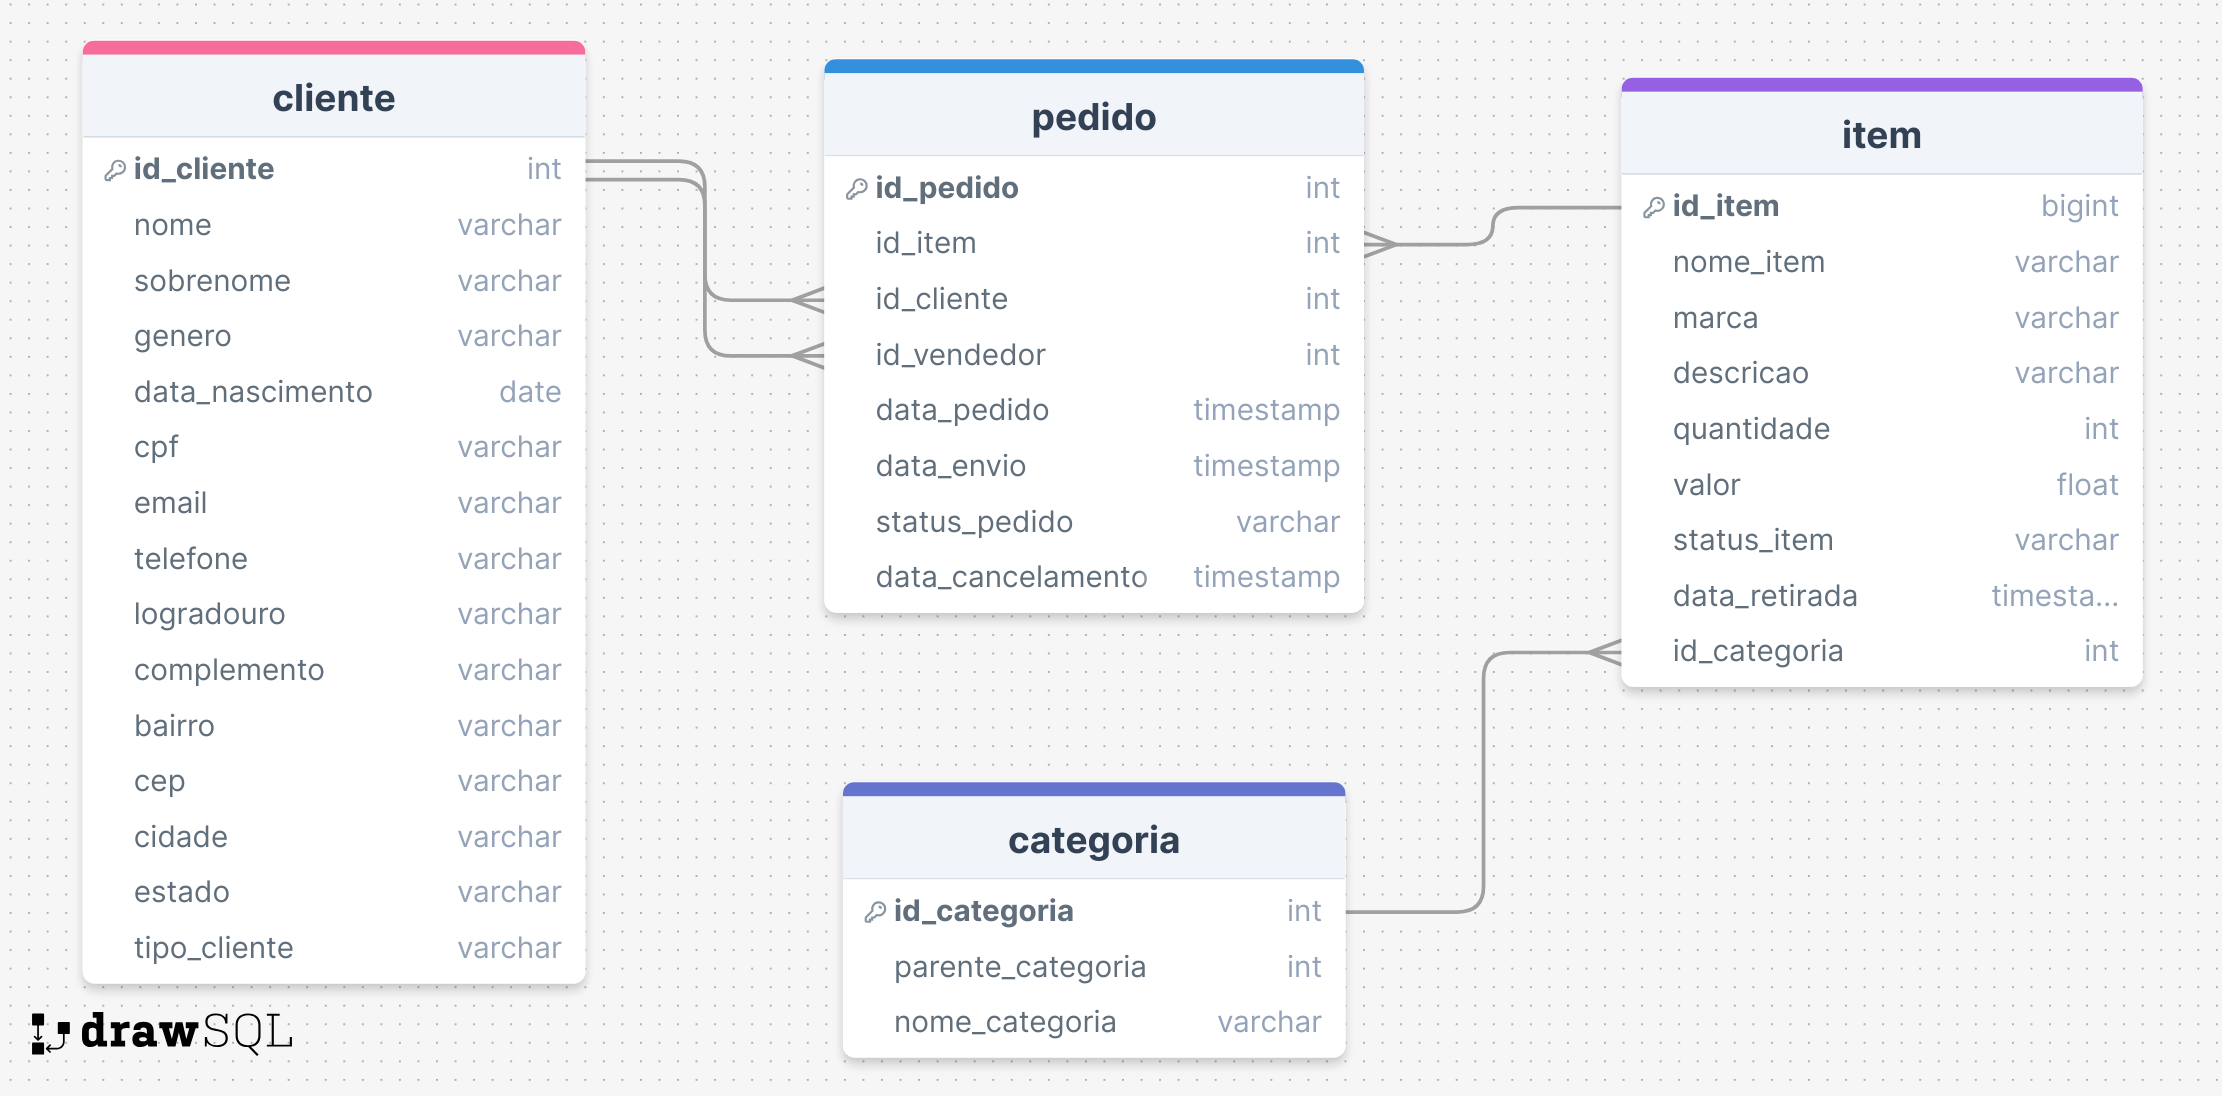 cliente
id_cliente int
nome varchar
sobrenome varchar
genero varchar
data_nascimento date
cpf varchar
email varchar
telefone varchar
logradouro varchar
complemento varchar
bairro varchar
cep varchar
cidade varchar
estado varchar
tipo_cliente varchar
pedido
id_pedido int
id_item int
id_cliente int
id_vendedor int
data_pedido timestamp
data_envio timestamp
status_pedido varchar
data_cancelamento timestamp
item
id_item bigint
nome_item varchar
marca varchar
descricao varchar
quantidade int
valor float
status_item varchar
data_retirada timesta...
id_categoria int
categoria
id_categoria int
parente_categoria int
nome_categoria varchar
drawSQL